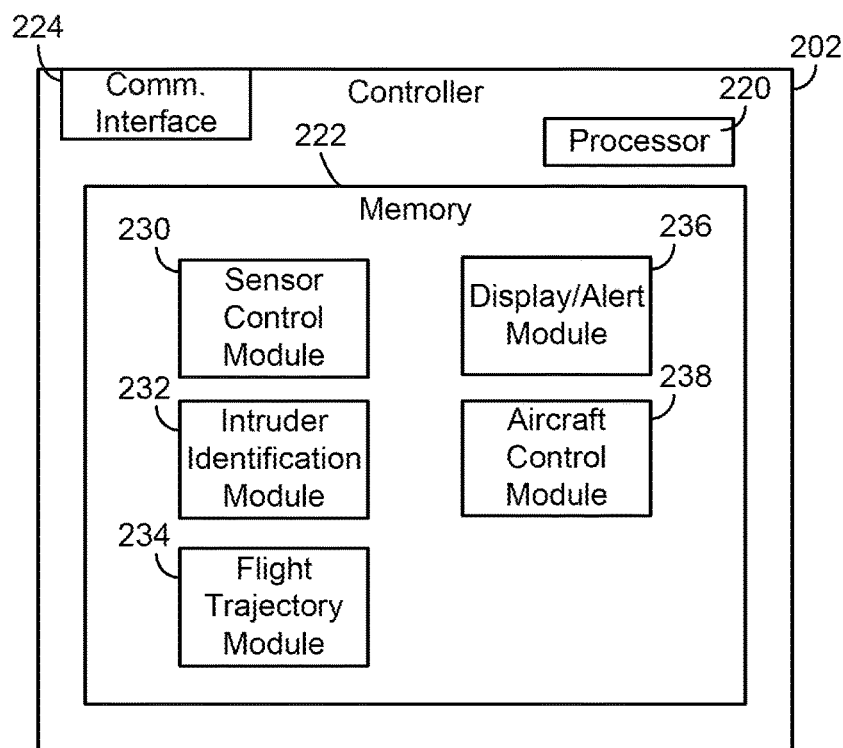 224
202
Comm.
Interface
Controller
220
Processor
222
Memory
230
Sensor
Control
Module
236
Display/Alert
Module
232
Intruder
Identification
Module
238
Aircraft
Control
Module
234
Flight
Trajectory
Module